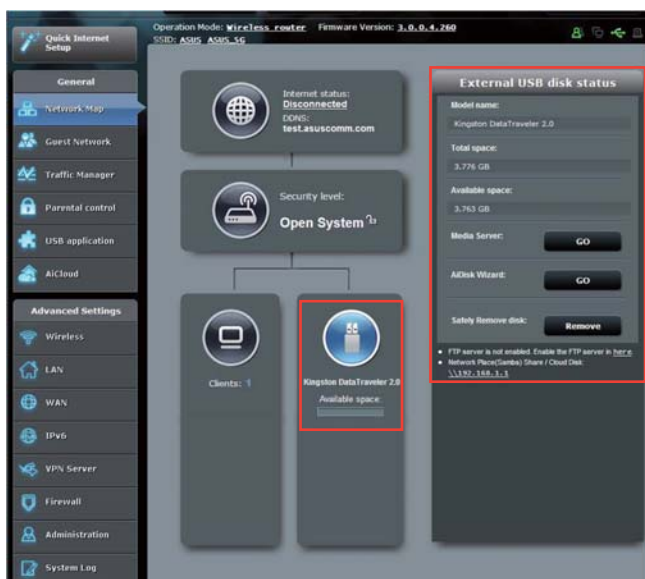 Operation Mode: Wireless router Firmware Version: 3.0.0.4.260
SSID: ASUS ASUS_5G
Quick Internet
Setup
General
Network Map
Guest Network
Traffic Manager
Parental control
USB application
AiCloud
Advanced Settings
Wireless
LAN
WAN
IPv6
VPN Server
Firewall
Administration
System Log
Internet status:
Disconnected
DDNS:
test.asuscomm.com
Security level:
Open System
Clients: 1
Kingston DataTraveler 2.0
Available space:
External USB disk status
Model name:
Kingston DataTraveler 2.0
Total space:
3.776 GB
Available space:
3.763 GB
Media Server: GO
AiDisk Wizard: GO
Safely Remove disk: Remove
FTP server is not enabled. Enable the FTP server in here.
Network Place(Samba) Share / Cloud Disk:
\\192.168.1.1